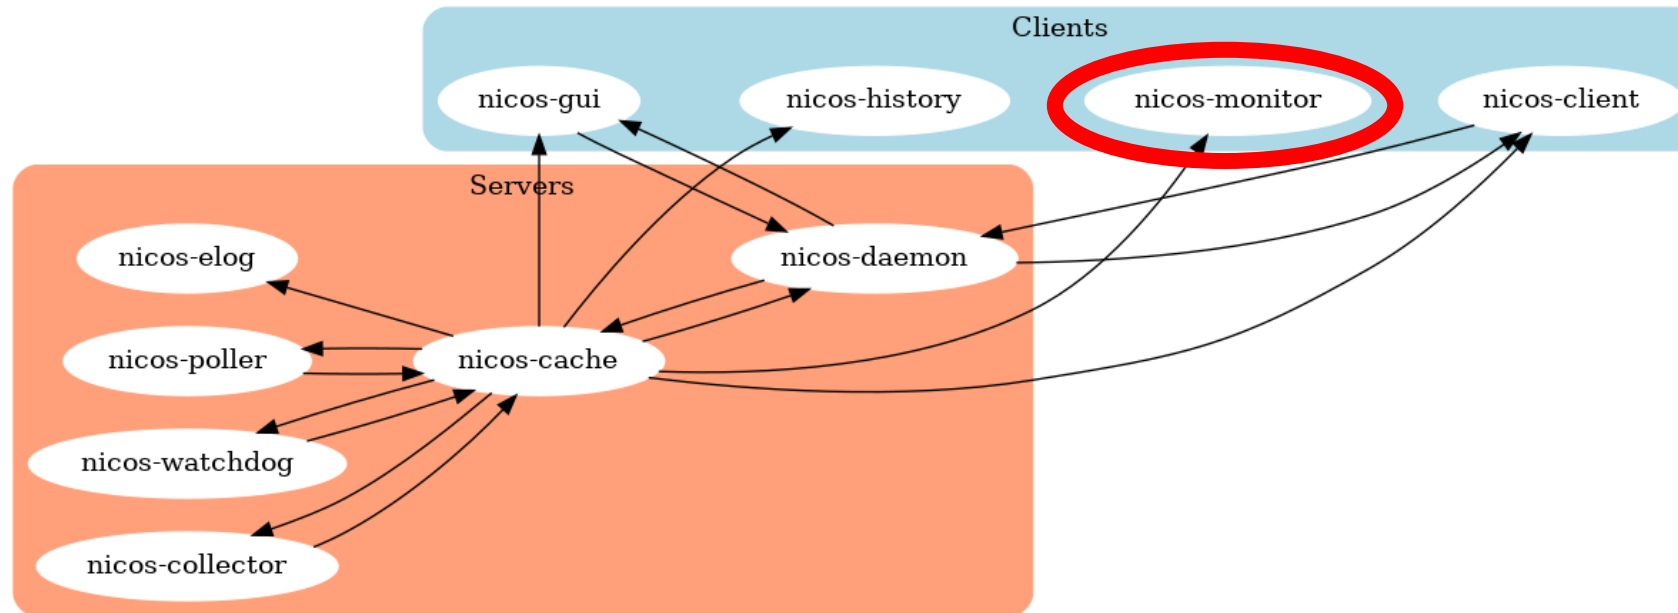 Clients
nicos-gui
nicos-history
nicos-monitor
nicos-client
Servers
nicos-elog
nicos-daemon
nicos-poller
nicos-cache
nicos-watchdog
nicos-collector